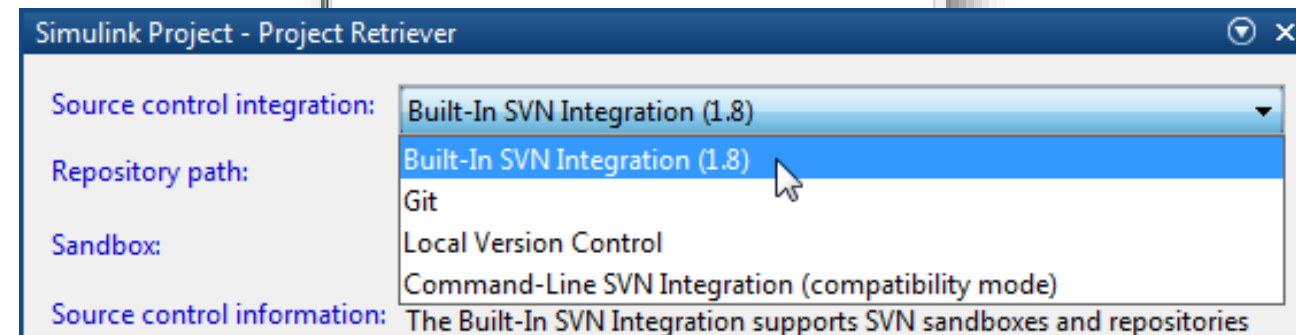 Simulink Project - Project Retriever
Source control integration: Built-In SVN Integration (1.8)
Built-In SVN Integration (1.8)
Repository path:
Git
Sandbox: Local Version Control
Command-Line SVN Integration (compatibility mode)
Source control information: The Built-In SVN Integration supports SVN sandboxes and repositories